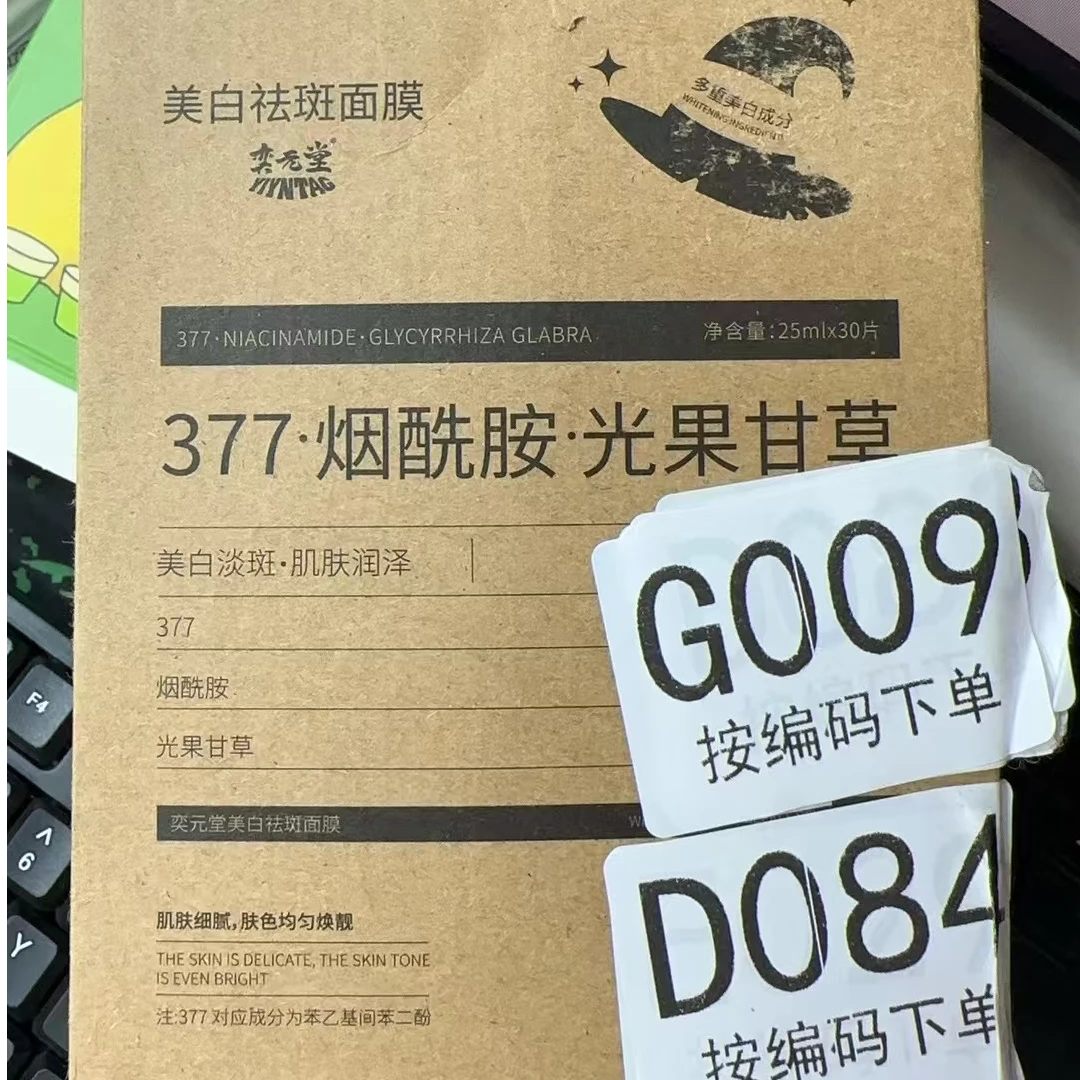 美白祛斑面膜
奕元堂
YIYNTAG
多重美白成分
WHITENING INGREDIENTS
377·NIACINAMIDE·GLYCYRRHIZA GLABRA
净含量:25mlx30片
377·烟酰胺·光果甘草
美白淡斑·肌肤润泽
377
烟酰胺
光果甘草
G009
按编码下单
奕元堂美白祛斑面膜
D084
按编码下单
肌肤细腻,肤色均匀焕靓
THE SKIN IS DELICATE, THE SKIN TONE
IS EVEN BRIGHT
注:377 对应成分为苯乙基间苯二酚
F4
^
6
Y